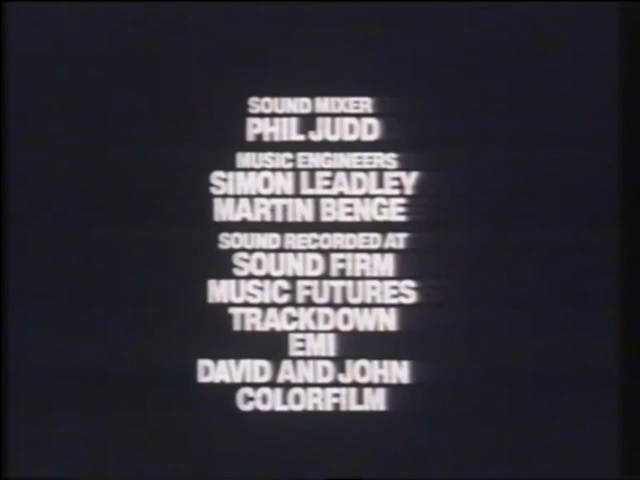 SOUND MIXER
PHIL JUDD
MUSIC ENGINEERS
SIMON LEADLEY
MARTIN BENGE
SOUND RECORDED AT
SOUND FIRM
MUSIC FUTURES
TRACKDOWN
EMI
DAVID AND JOHN
COLORFILM